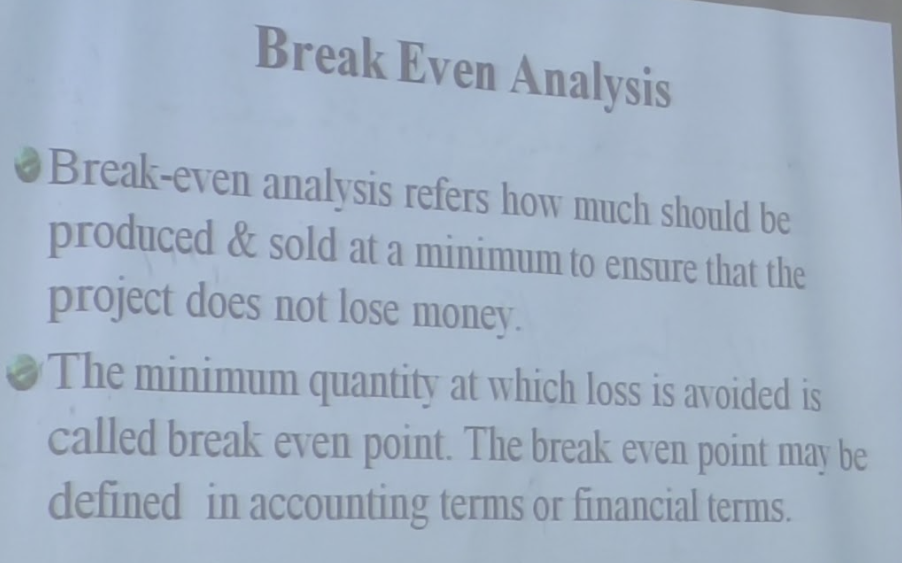 Break Even Analysis
Break-even analysis refers how much should be
produced & sold at a minimum to ensure that the
project does not lose money.
The minimum quantity at which loss is avoided is
called break even point. The break even point may be
defined in accounting terms or financial terms.